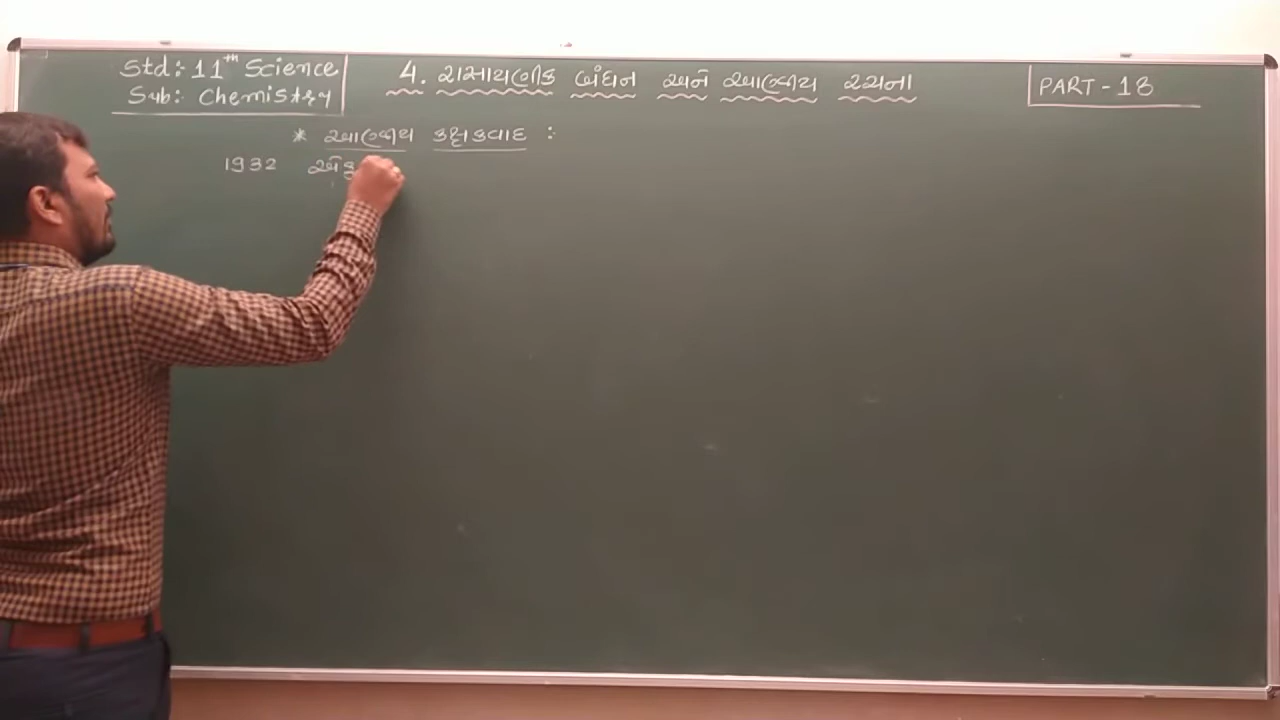 Std: 11th Science
Sub: Chemistry
4. રાસાયણીક બંધન અને આણ્વીય રચના
PART - 18
* આણ્વીય કક્ષકવાદ :
1932